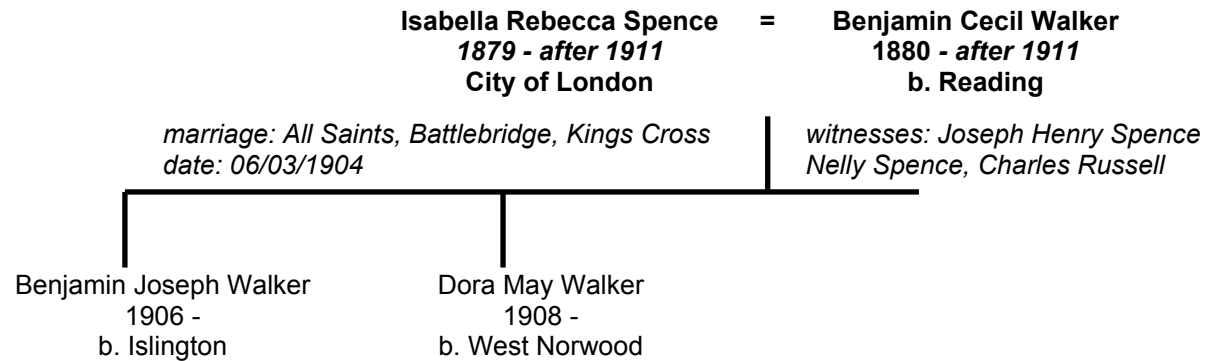 Isabella Rebecca Spence = Benjamin Cecil Walker
1879 - after 1911 1880 - after 1911
City of London b. Reading
marriage: All Saints, Battlebridge, Kings Cross witnesses: Joseph Henry Spence
date: 06/03/1904 Nelly Spence, Charles Russell
Benjamin Joseph Walker Dora May Walker
1906 - 1908 -
b. Islington b. West Norwood